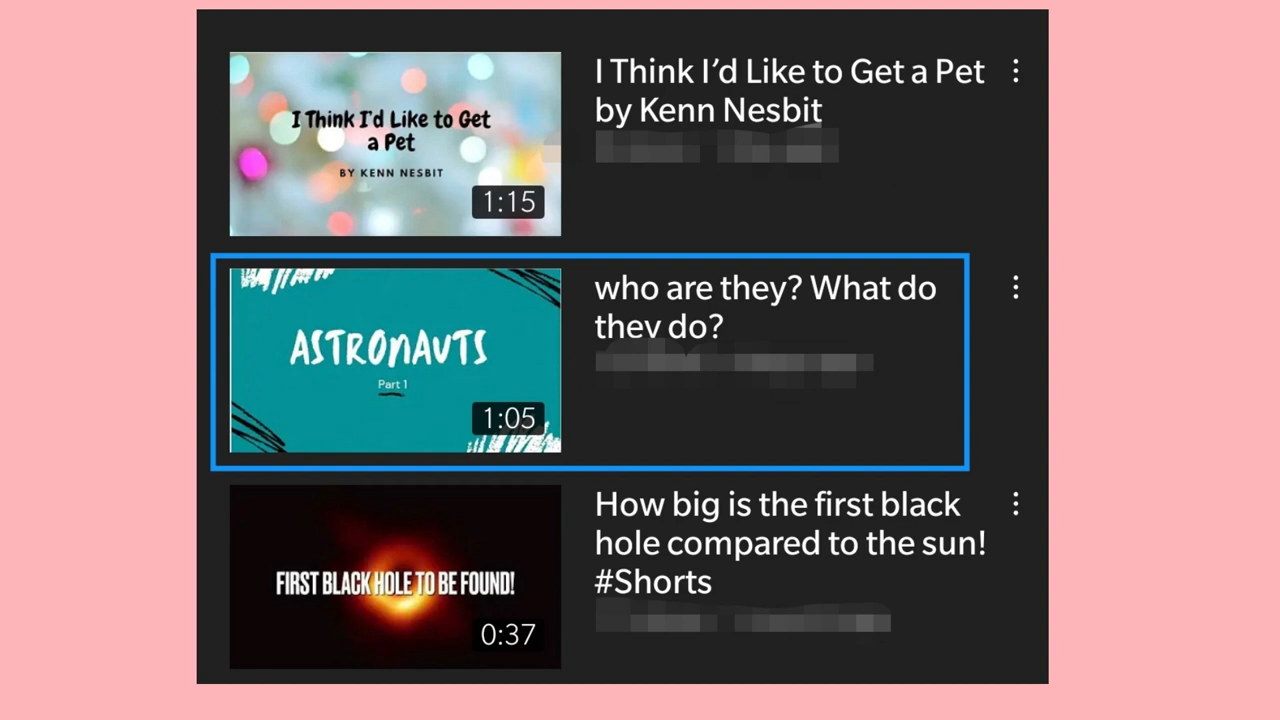 I Think I'd Like to Get
a Pet
BY KENN NESBIT
1:15
I Think I’d Like to Get a Pet
by Kenn Nesbit
ASTRONAUTS
Part 1
1:05
who are they? What do
they do?
FIRST BLACK HOLE TO BE FOUND!
0:37
How big is the first black
hole compared to the sun!
#Shorts